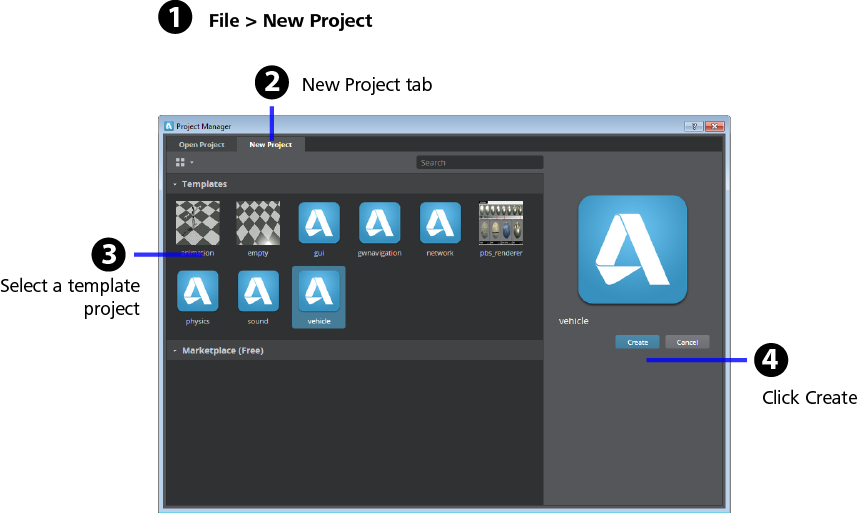 1 File > New Project
2 New Project tab
Project Manager
Open Project New Project
Search
Templates
animation empty gui gwnavigation network pbs_renderer
3
Select a template
project
physics sound vehicle
vehicle
Create Cancel
Marketplace (Free)
4
Click Create